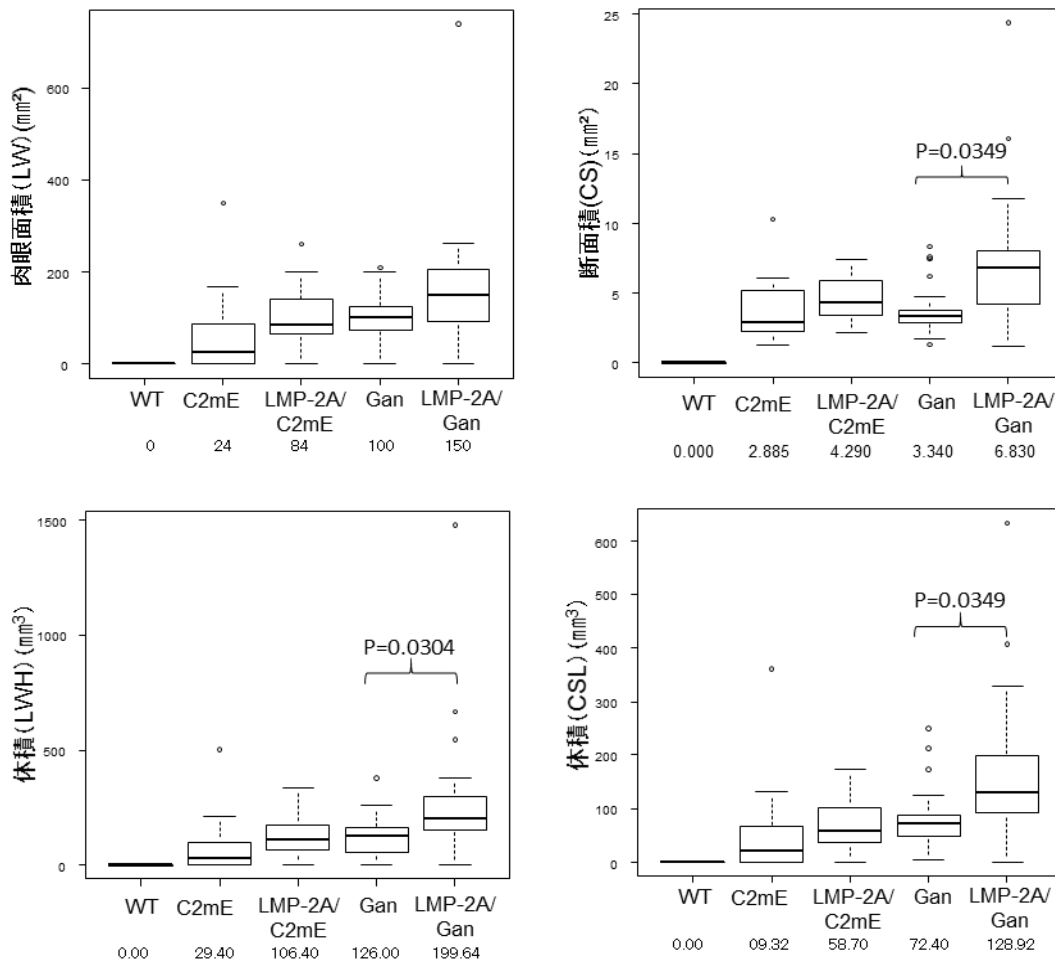 肉眼面積(LW)(mm²)
600
400
200
0
WT
C2mE
LMP-2A/
C2mE
Gan
LMP-2A/
Gan
0
24
84
100
150
断面積(CS)(mm²)
25
20
15
10
5
0
P=0.0349
WT
C2mE
LMP-2A/
C2mE
Gan
LMP-2A/
Gan
0.000
2.885
4.290
3.340
6.830
体積(LWH)(mm³)
1500
1000
500
0
P=0.0304
WT
C2mE
LMP-2A/
C2mE
Gan
LMP-2A/
Gan
0.00
29.40
106.40
126.00
199.64
体積(CSL)(mm³)
600
500
400
300
200
100
0
P=0.0349
WT
C2mE
LMP-2A/
C2mE
Gan
LMP-2A/
Gan
0.00
09.32
58.70
72.40
128.92